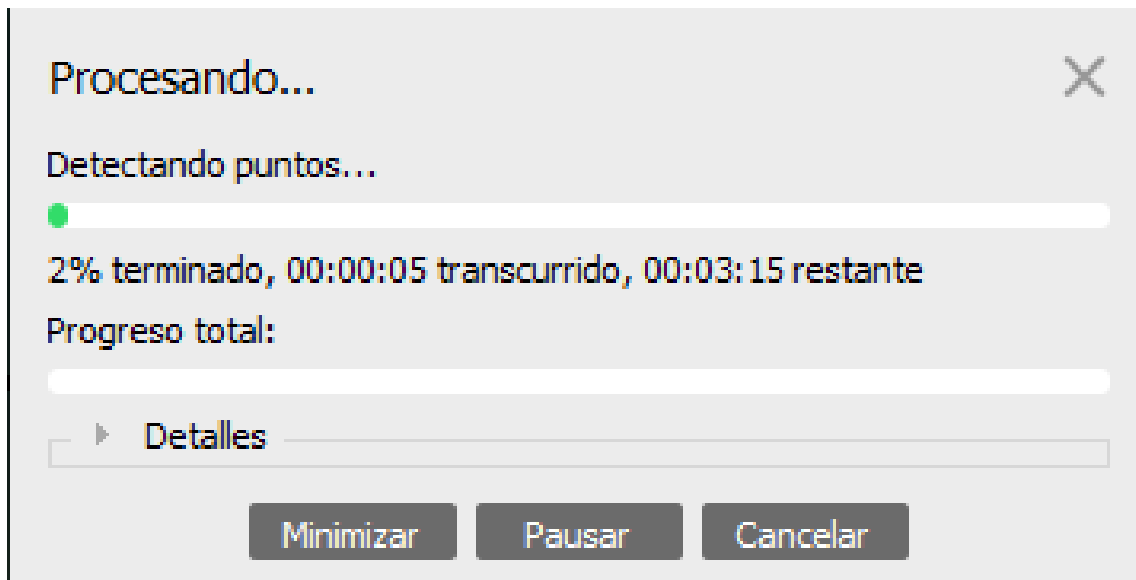 Procesando...
Detectando puntos...
2% terminado, 00:00:05 transcurrido, 00:03:15 restante
Progreso total:
Detalles
Minimizar Pausar Cancelar